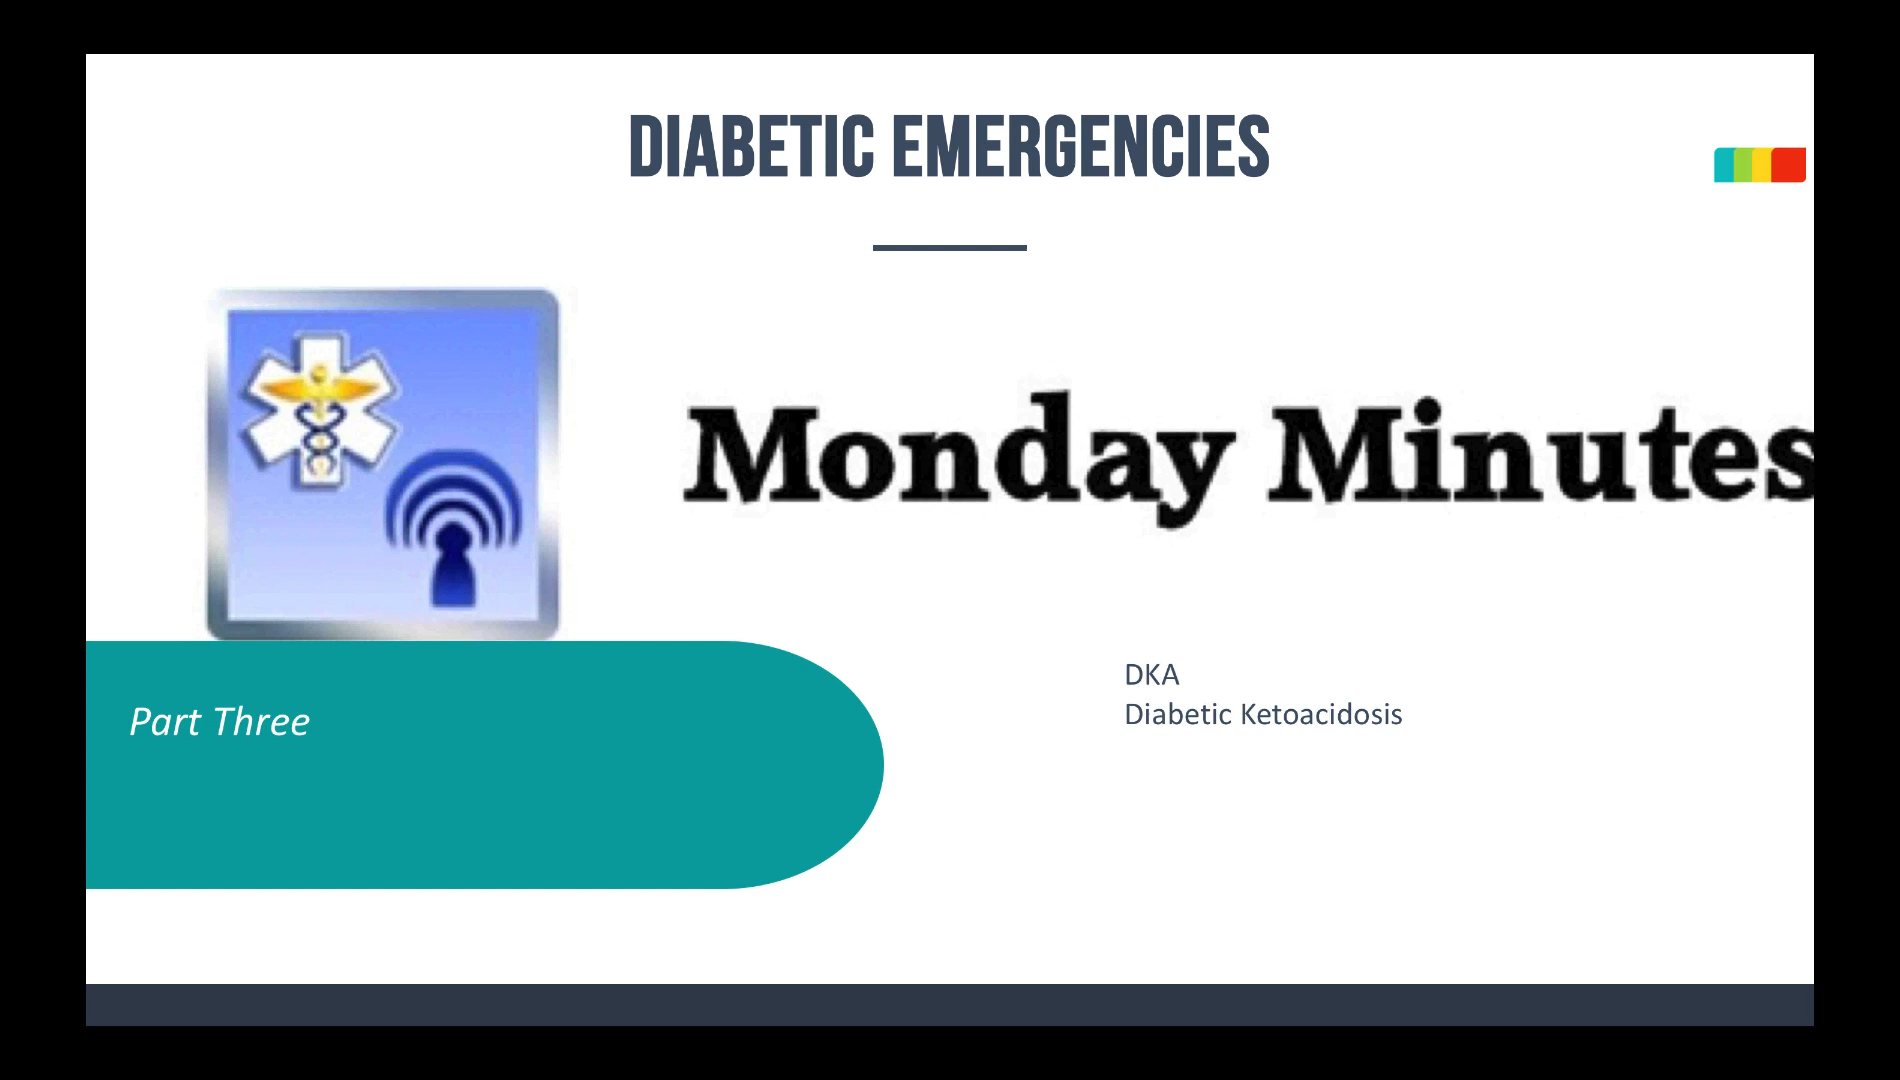 DIABETIC EMERGENCIES
Monday Minutes
Part Three
DKA
Diabetic Ketoacidosis